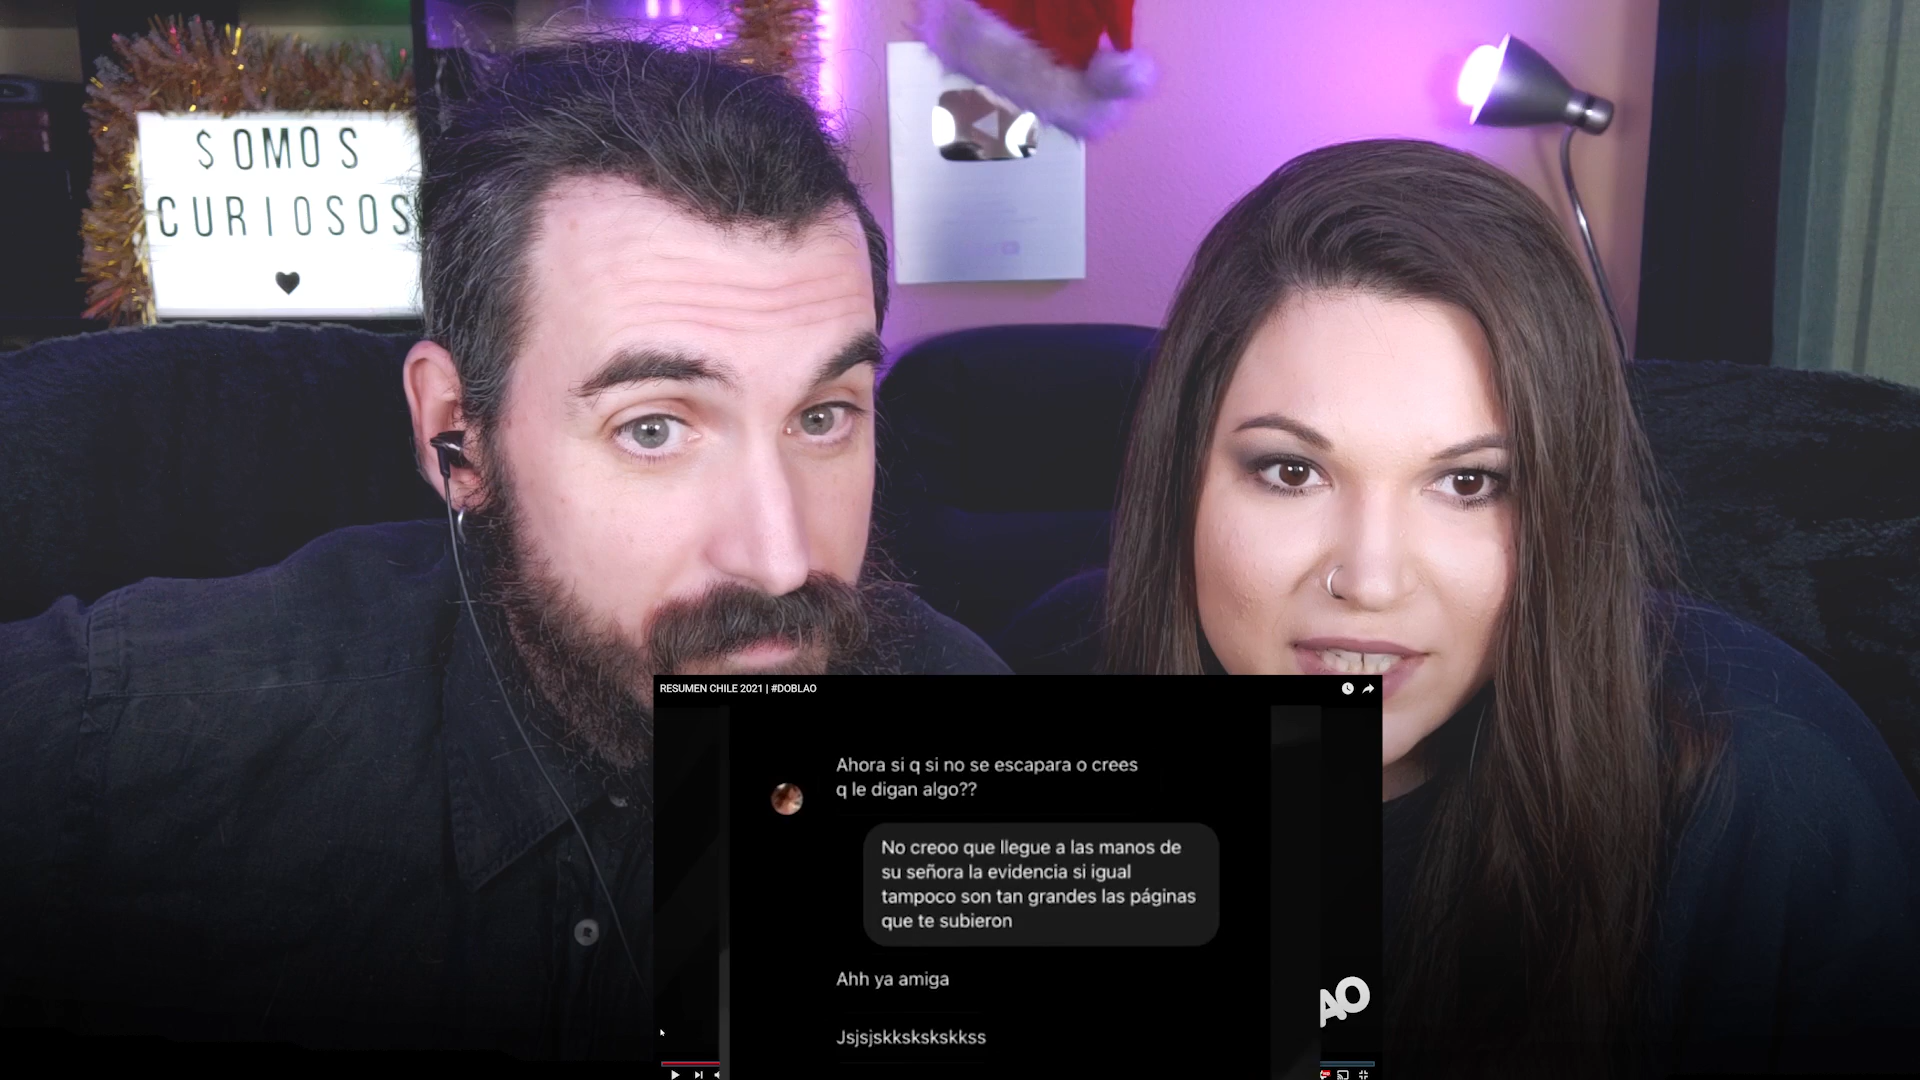 $OMOS
CURIOSOS
RESUMEN CHILE 2021 | #DOBLAO
Ahora si q si no se escapara o crees
q le digan algo??
No creoo que llegue a las manos de
su señora la evidencia si igual
tampoco son tan grandes las páginas
que te subieron
Ahh ya amiga
AO
Jsjsjskkskskskkss